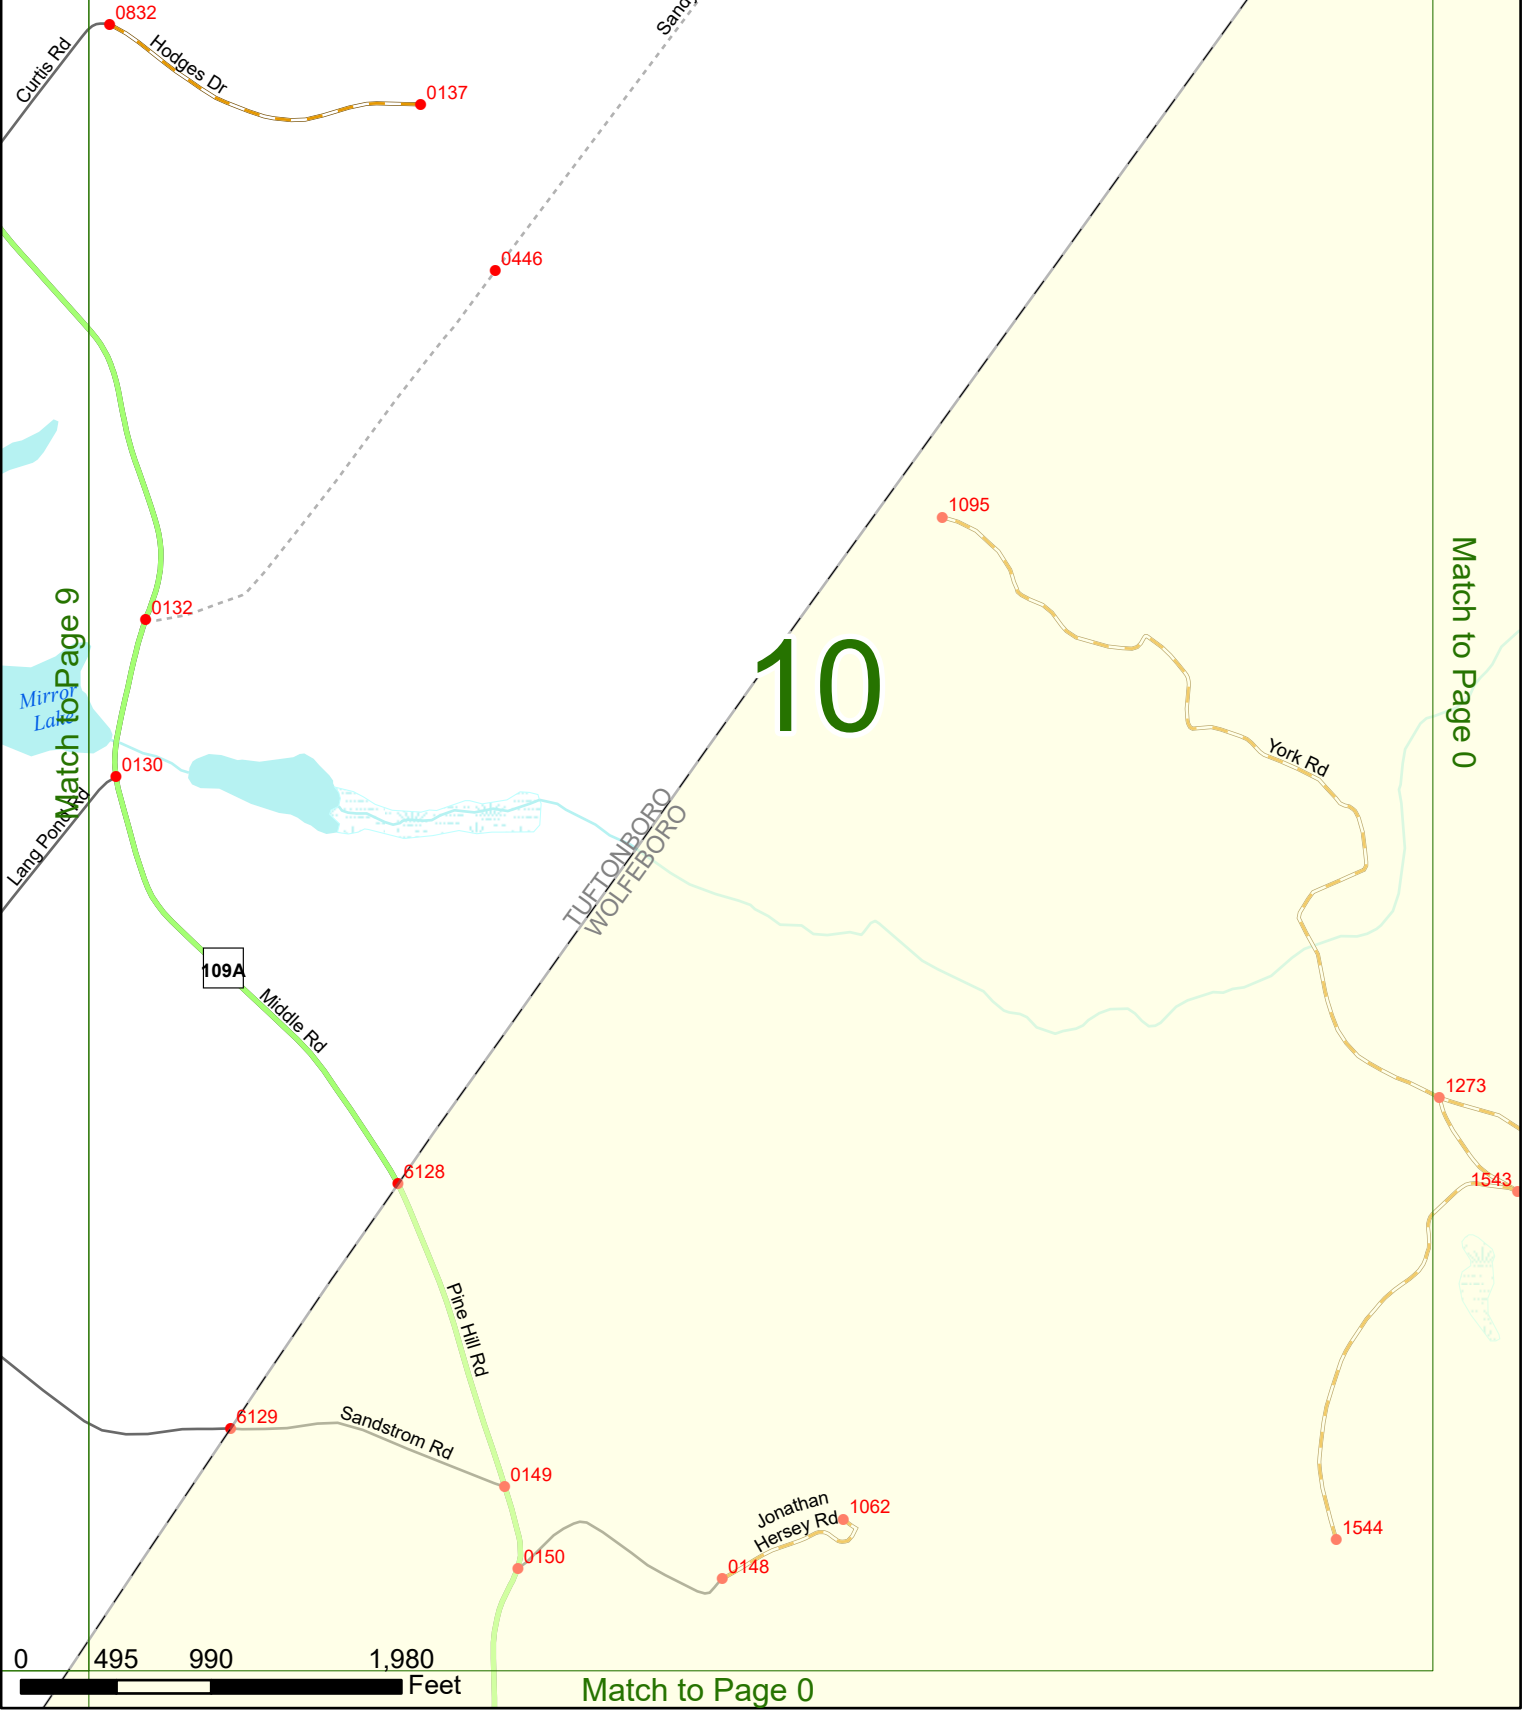 0832
Sandy
Curtis Rd
Hodges Dr
0137
0446
1095
Match to Page 0
0132
Match to Page 9
10
Mirror
Lake
York Rd
0130
Lang Pond Rd
TUFTONBORO
WOLFEBORO
109A
Middle Rd
1273
6128
1543
Pine Hill Rd
6129
Sandstrom Rd
0149
Jonathan
Hersey Rd
1062
1544
0150
0148
0 495 990 1,980
Feet
Match to Page 0